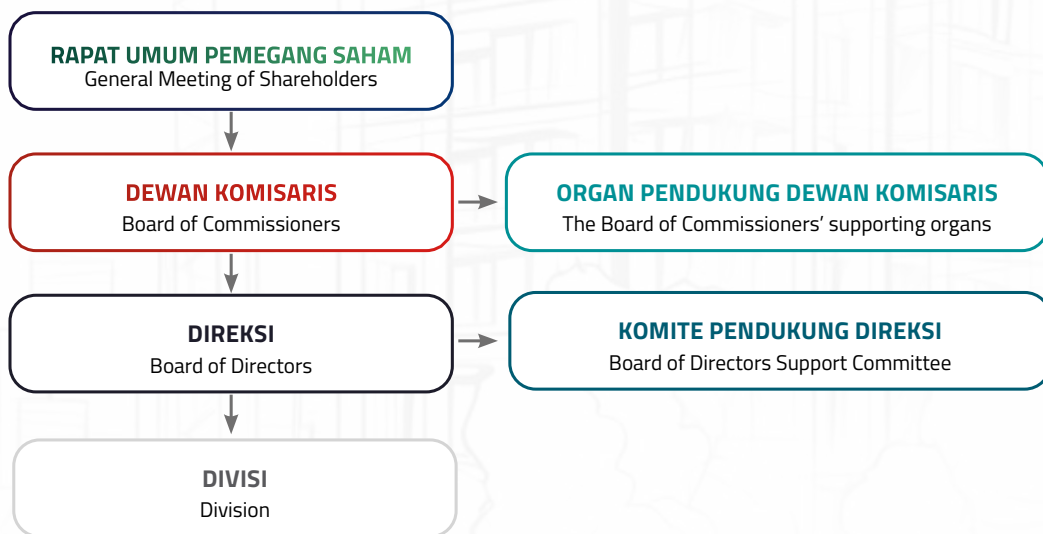 RAPAT UMUM PEMEGANG SAHAM
General Meeting of Shareholders
DEWAN KOMISARIS
Board of Commissioners
ORGAN PENDUKUNG DEWAN KOMISARIS
The Board of Commissioners’ supporting organs
DIREKSI
Board of Directors
KOMITE PENDUKUNG DIREKSI
Board of Directors Support Committee
DIVISI
Division